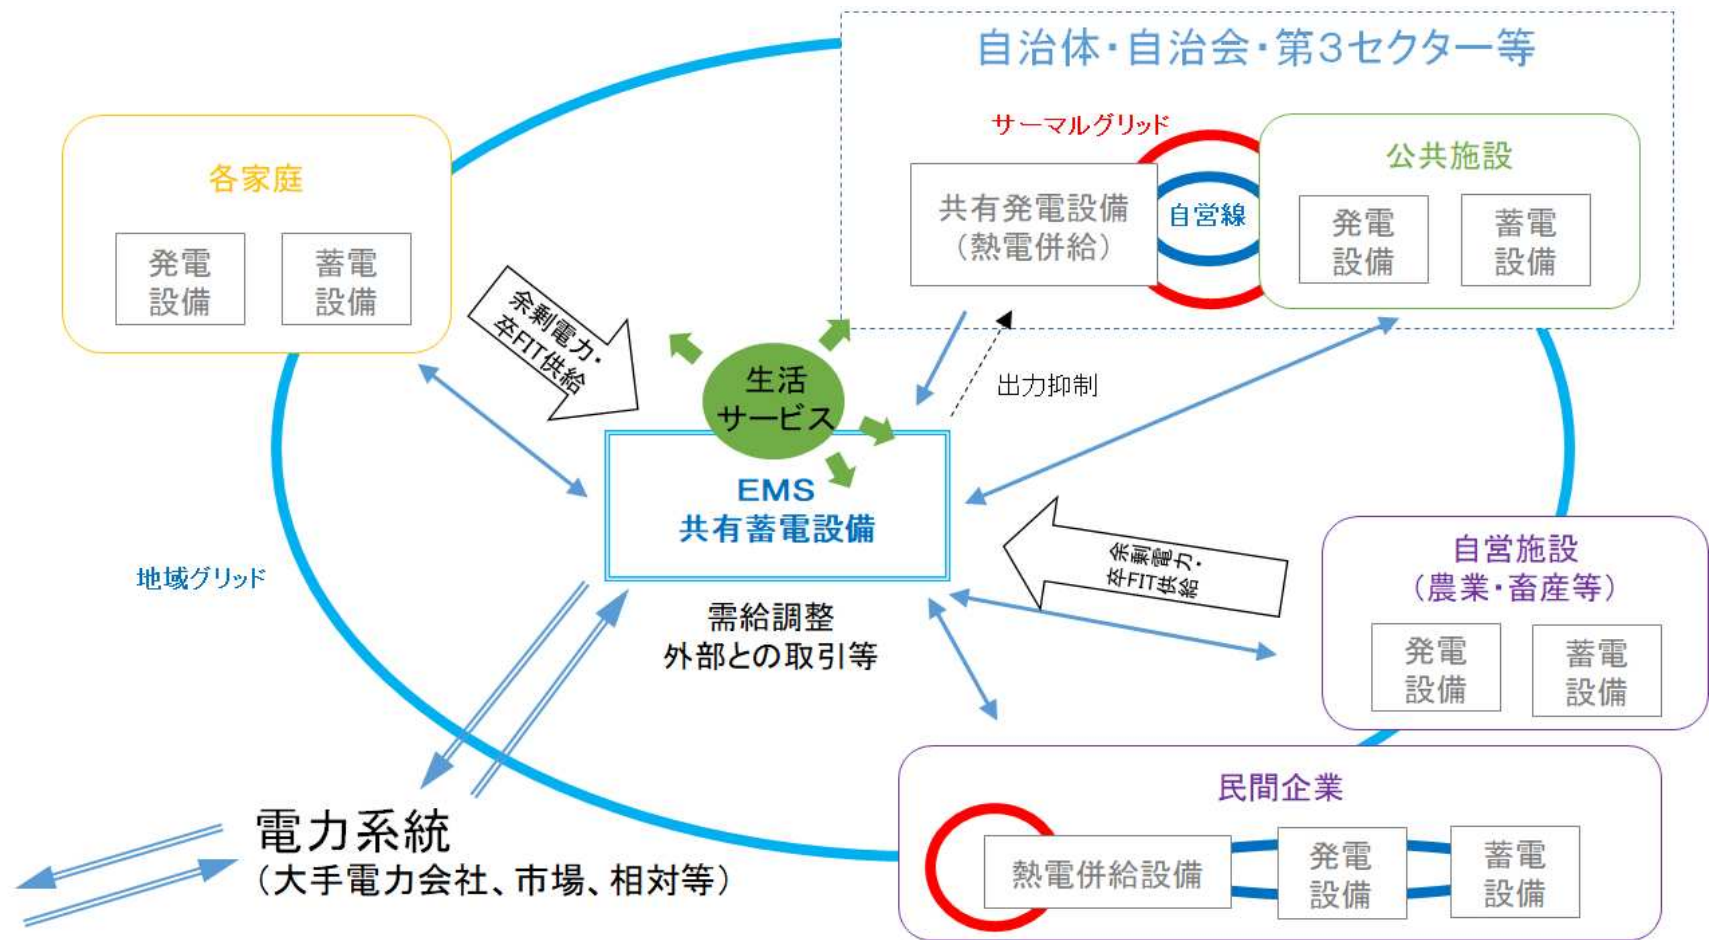 自治体・自治会・第3セクター等
サーマルグリッド
公共施設
共有発電設備
（熱電併給）
自営線
発電
設備
蓄電
設備
各家庭
発電
設備
蓄電
設備
余剰電力・
卒FIT供給
生活
サービス
出力抑制
EMS
共有蓄電設備
需給調整
外部との取引等
余剰電力・
卒FIT供給
地域グリッド
自営施設
（農業・畜産等）
発電
設備
蓄電
設備
民間企業
熱電併給設備
発電
設備
蓄電
設備
電力系統
（大手電力会社、市場、相対等）